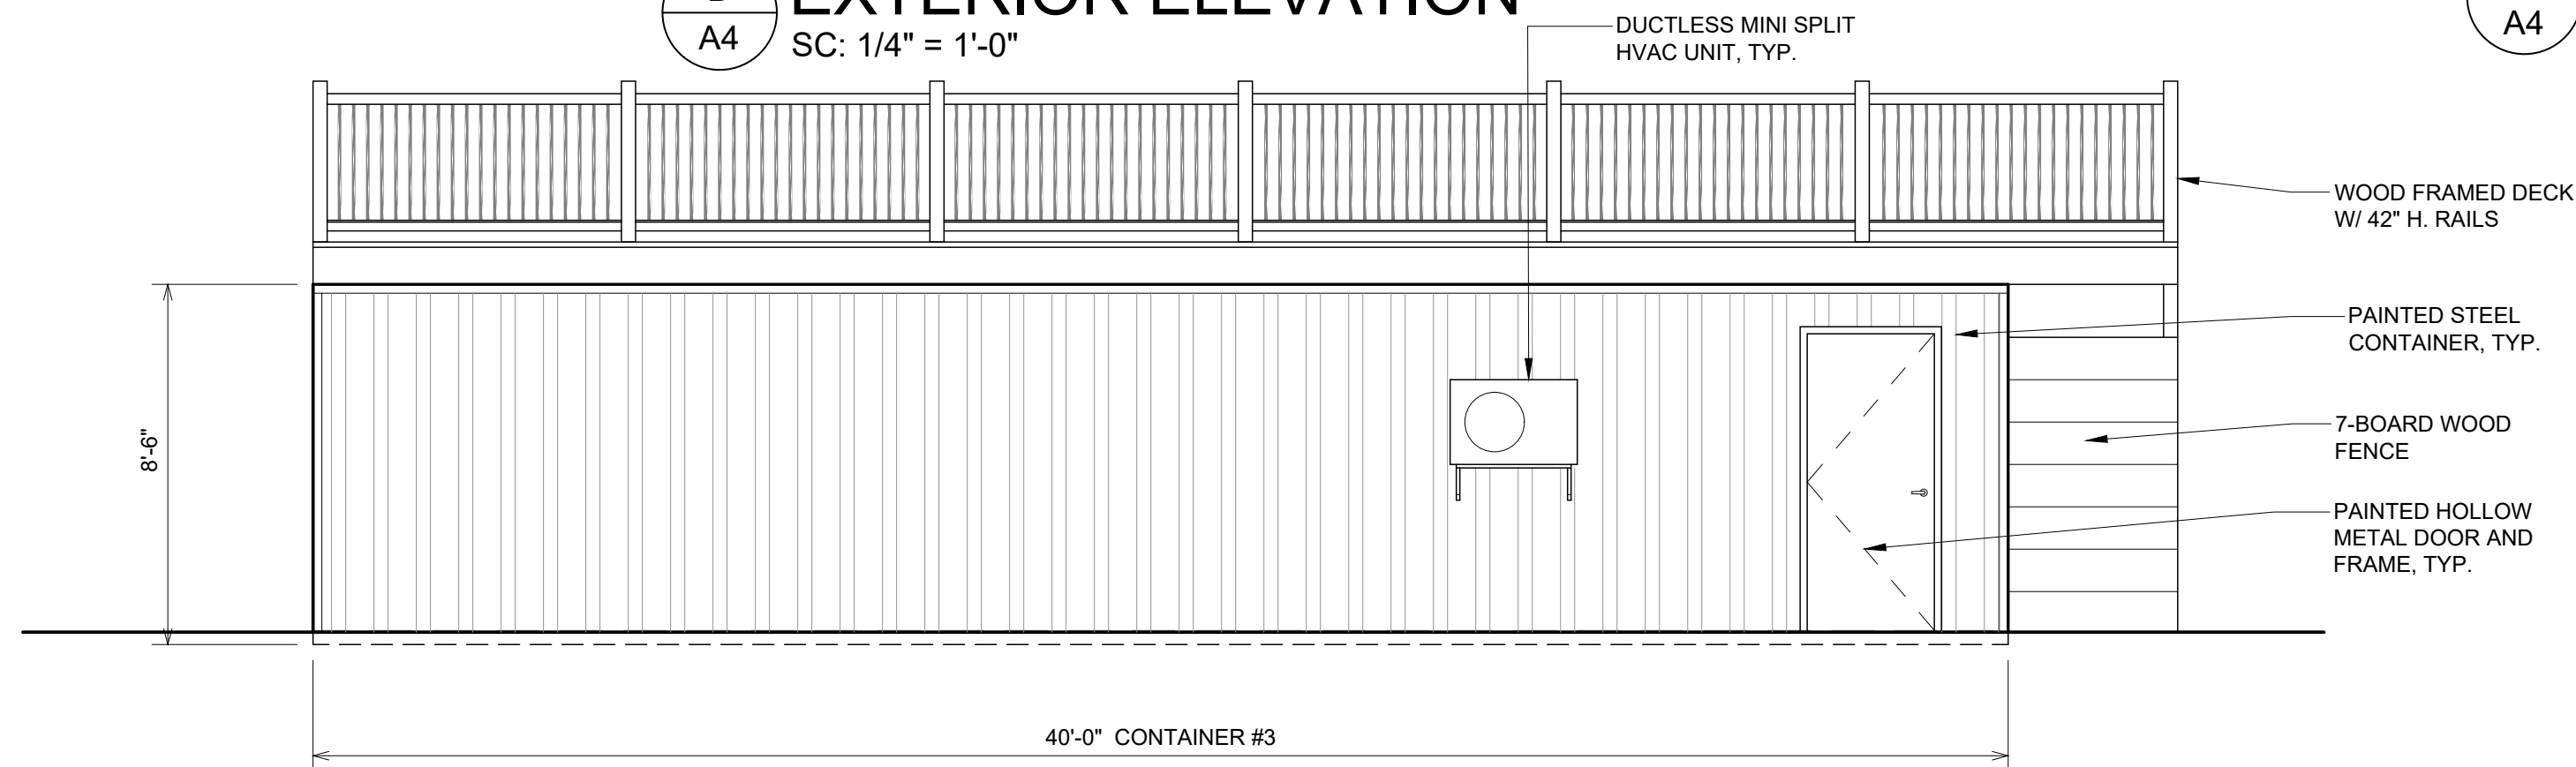 EXTERIOR ELEVATION
A4
SC: 1/4" = 1'-0"
A4
DUCTLESS MINI SPLIT
HVAC UNIT, TYP.
WOOD FRAMED DECK
W/ 42" H. RAILS
PAINTED STEEL
CONTAINER, TYP.
7-BOARD WOOD
FENCE
PAINTED HOLLOW
METAL DOOR AND
FRAME, TYP.
8'-6"
40'-0" CONTAINER #3